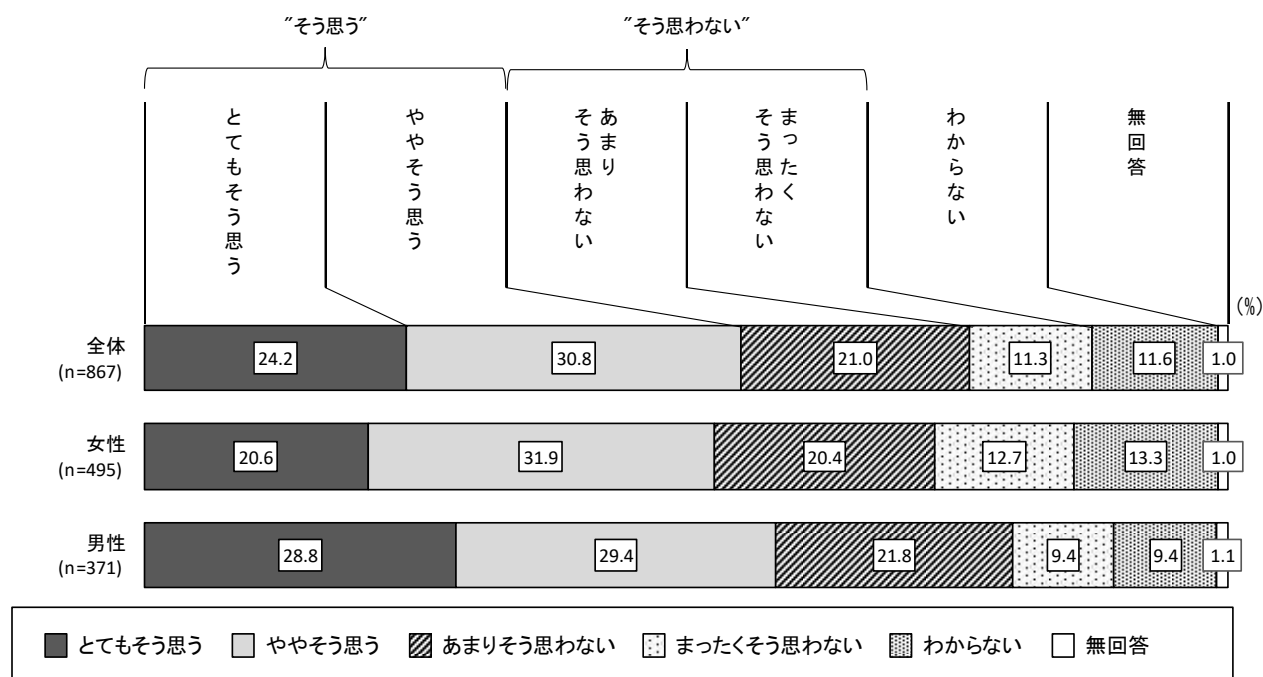 "そう思う"
"そう思わない"
とてもそう思う
ややそう思う
あまり
そう思わない
まったく
そう思わない
わからない
無回答
(%)
全体
(n=867)
24.2
30.8
21.0
11.3
11.6
1.0
女性
(n=495)
20.6
31.9
20.4
12.7
13.3
1.0
男性
(n=371)
28.8
29.4
21.8
9.4
9.4
1.1
とてもそう思う
ややそう思う
あまりそう思わない
まったくそう思わない
わからない
無回答